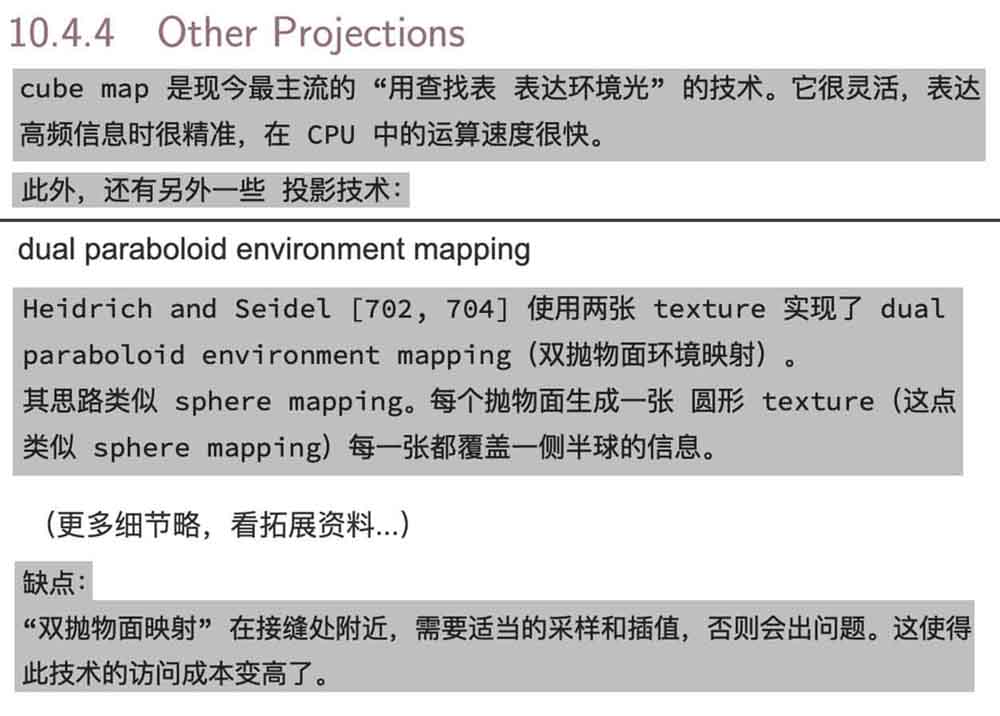 10.4.4 Other Projections
cube map 是现今最主流的 “用查找表 表达环境光” 的技术。它很灵活，表达
高频信息时很精准，在 CPU 中的运算速度很快。
此外，还有另外一些 投影技术：
dual paraboloid environment mapping
Heidrich and Seidel [702, 704] 使用两张 texture 实现了 dual
paraboloid environment mapping（双抛物面环境映射）。
其思路类似 sphere mapping。每个抛物面生成一张 圆形 texture（这点
类似 sphere mapping）每一张都覆盖一侧半球的信息。
（更多细节略，看拓展资料...）
缺点：
“双抛物面映射” 在接缝处附近，需要适当的采样和插值，否则会出问题。这使得
此技术的访问成本变高了。